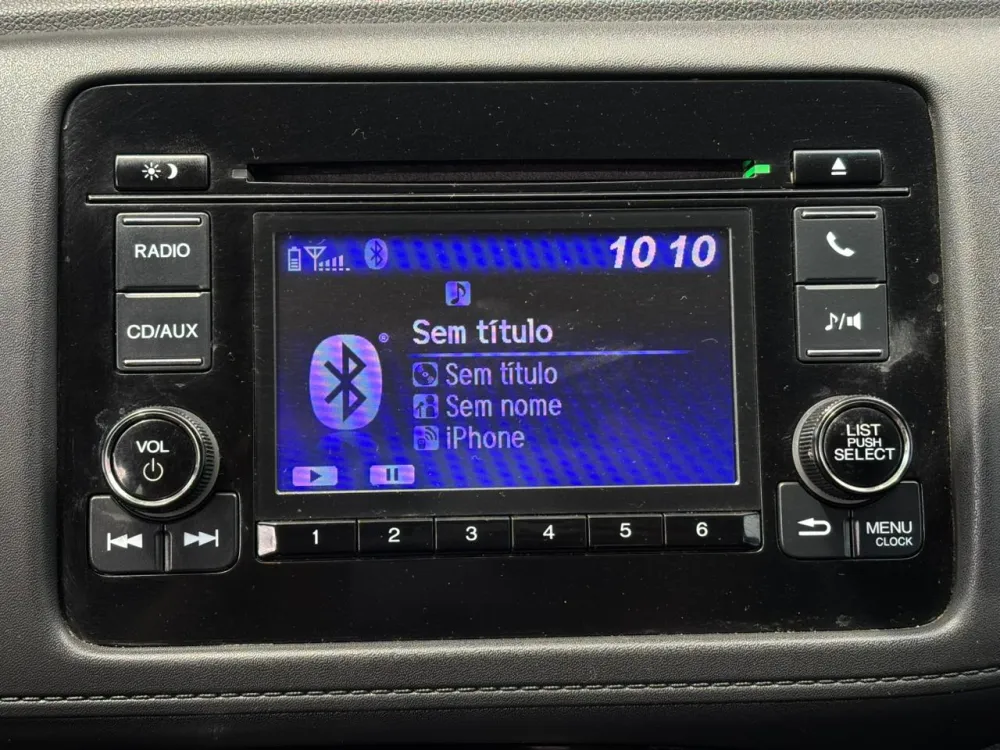 RADIO
CD/AUX
10 10
Sem título
Sem título
Sem nome
iPhone
®
VOL
LIST
PUSH
SELECT
1 2 3 4 5 6
MENU
CLOCK